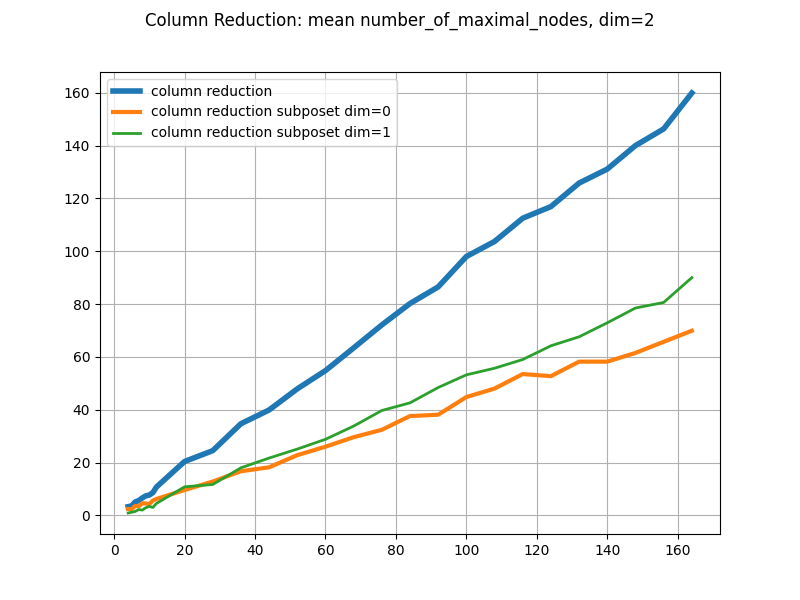 Column Reduction: mean number_of_maximal_nodes, dim=2
column reduction
column reduction subposet dim=0
column reduction subposet dim=1
160
140
120
100
80
60
40
20
0
0 20 40 60 80 100 120 140 160